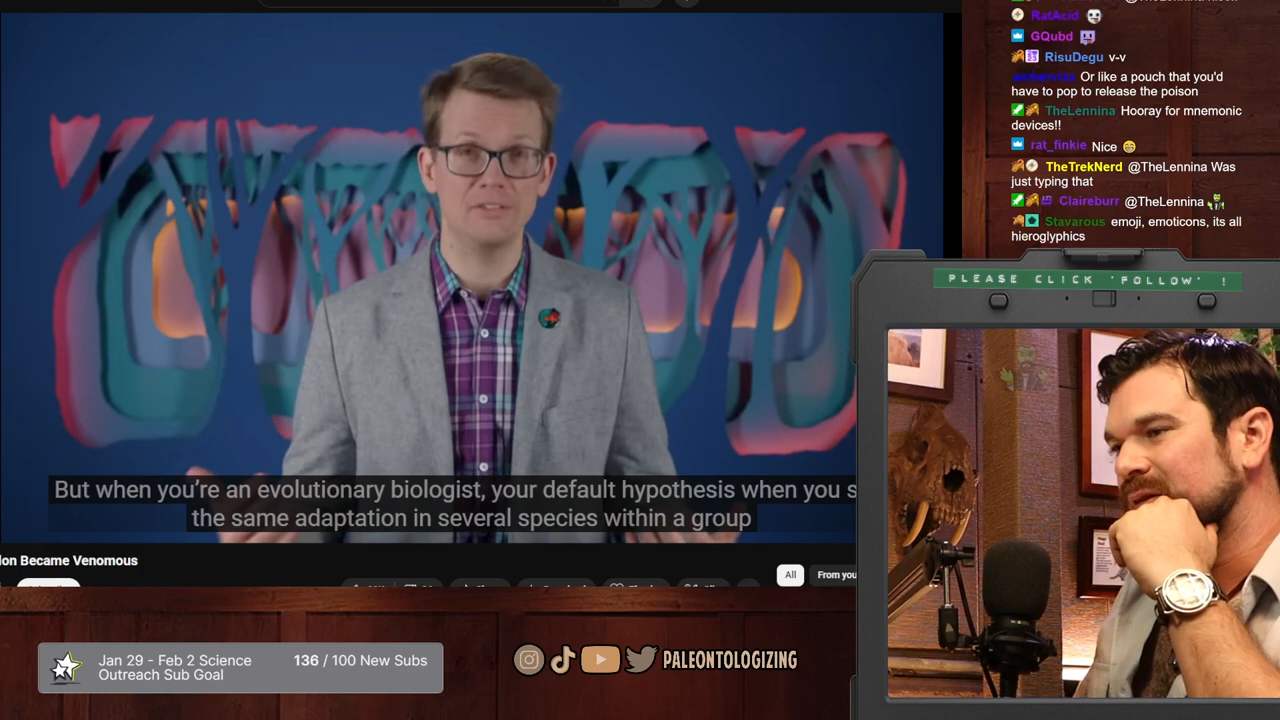 RatAcid
GQubd
RisuDegu v-v
Or like a pouch that you'd
have to pop to release the poison
TheLennina Hooray for mnemonic
devices!!
rat_finkie Nice
TheTrekNerd @TheLennina Was
just typing that
Claireburr @TheLennina
Stavarous emoji, emoticons, its all
hieroglyphics
PLEASE CLICK 'FOLLOW' !
But when you're an evolutionary biologist, your default hypothesis when you s
the same adaptation in several species within a group
on Became Venomous
All
From you
Jan 29 - Feb 2 Science
Outreach Sub Goal
136 / 100 New Subs
PALEONTOLOGIZING